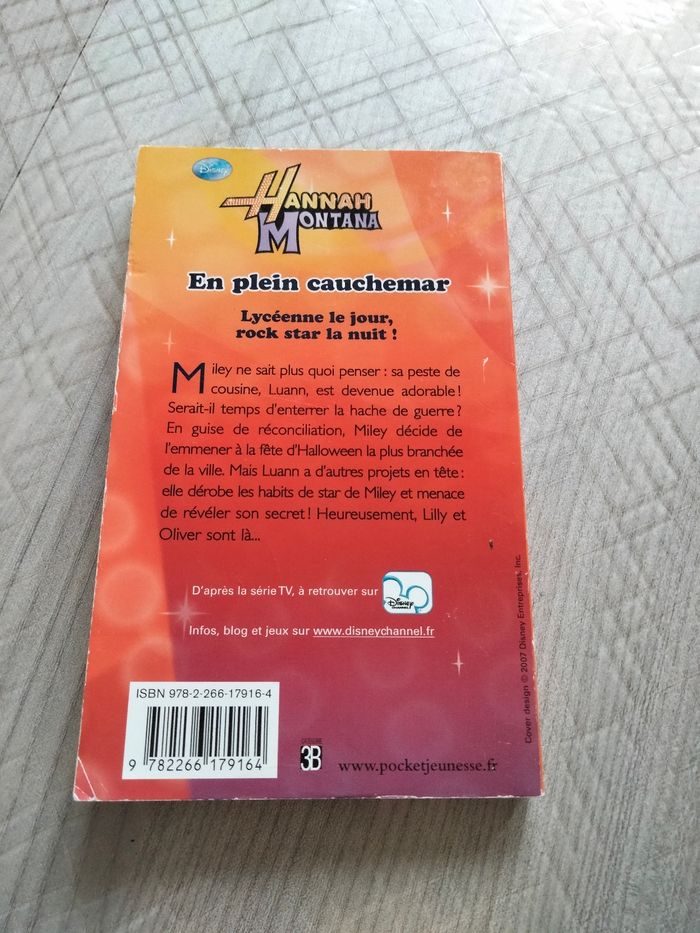 Disney
HANNAH
MONTANA
En plein cauchemar
Lycéenne le jour,
rock star la nuit !
Miley ne sait plus quoi penser : sa peste de
cousine, Luann, est devenue adorable !
Serait-il temps d'enterrer la hache de guerre ?
En guise de réconciliation, Miley décide de
l'emmener à la fête d'Halloween la plus branchée
de la ville. Mais Luann a d'autres projets en tête :
elle dérobe les habits de star de Miley et menace
de révéler son secret ! Heureusement, Lilly et
Oliver sont là...
D'après la série TV, à retrouver sur
Disney
CHANNEL
Infos, blog et jeux sur www.disneychannel.fr
Cover design © 2007 Disney Enterprises, Inc.
ISBN 978-2-266-17916-4
9 782266 179164
CATÉGORIE
3B
www.pocketjeunesse.fr